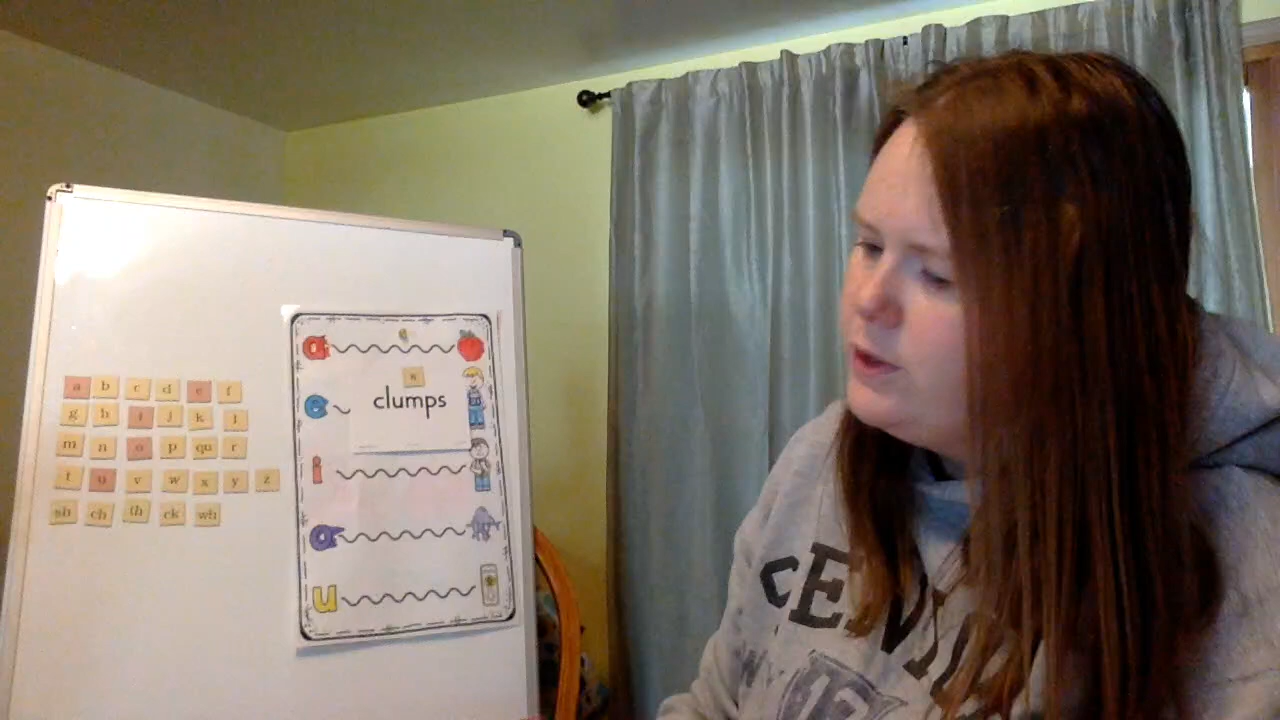 a b c d e f
g h i j k l
m n o p qu r
t u v w x y z
sh ch th ck wh
a
s
e
clumps
i
o
u